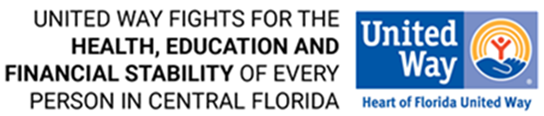 UNITED WAY FIGHTS FOR THE
HEALTH, EDUCATION AND
FINANCIAL STABILITY OF EVERY
PERSON IN CENTRAL FLORIDA
United
Way
Heart of Florida United Way